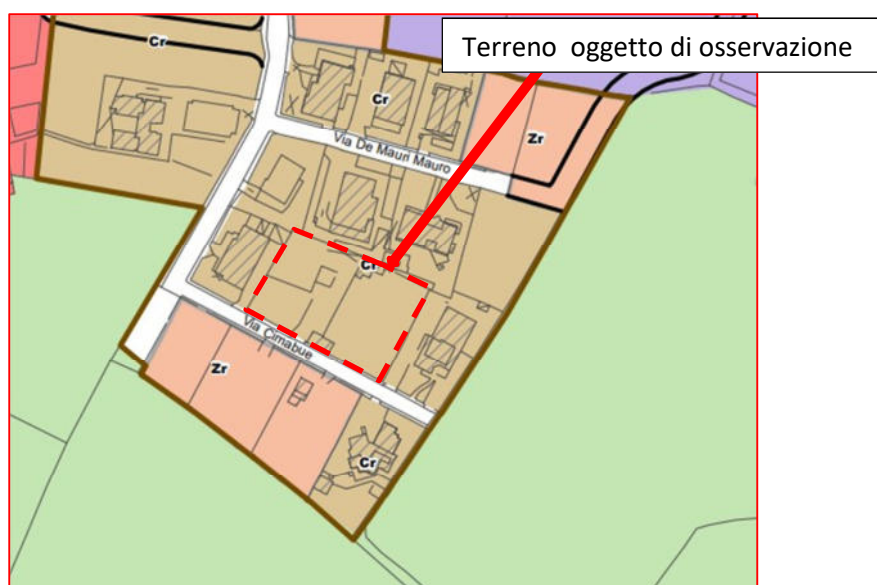 Terreno oggetto di osservazione
Cr
Cr
Via De Mauri Mauro
Zr
Cr
Via Cimabue
Zr
Cr